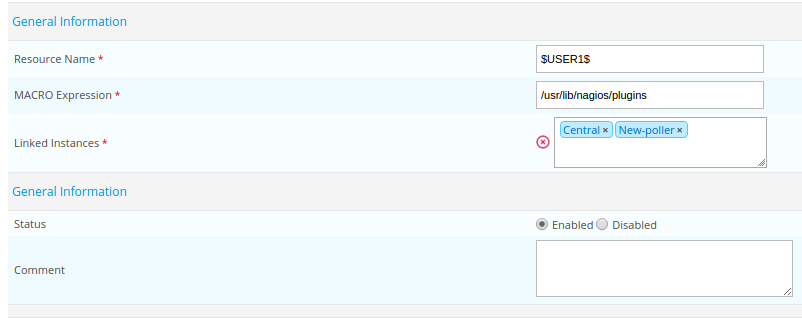 General Information
Resource Name * $USER1$
MACRO Expression * /usr/lib/nagios/plugins
Linked Instances * Central × New-poller ×
General Information
Status Enabled Disabled
Comment